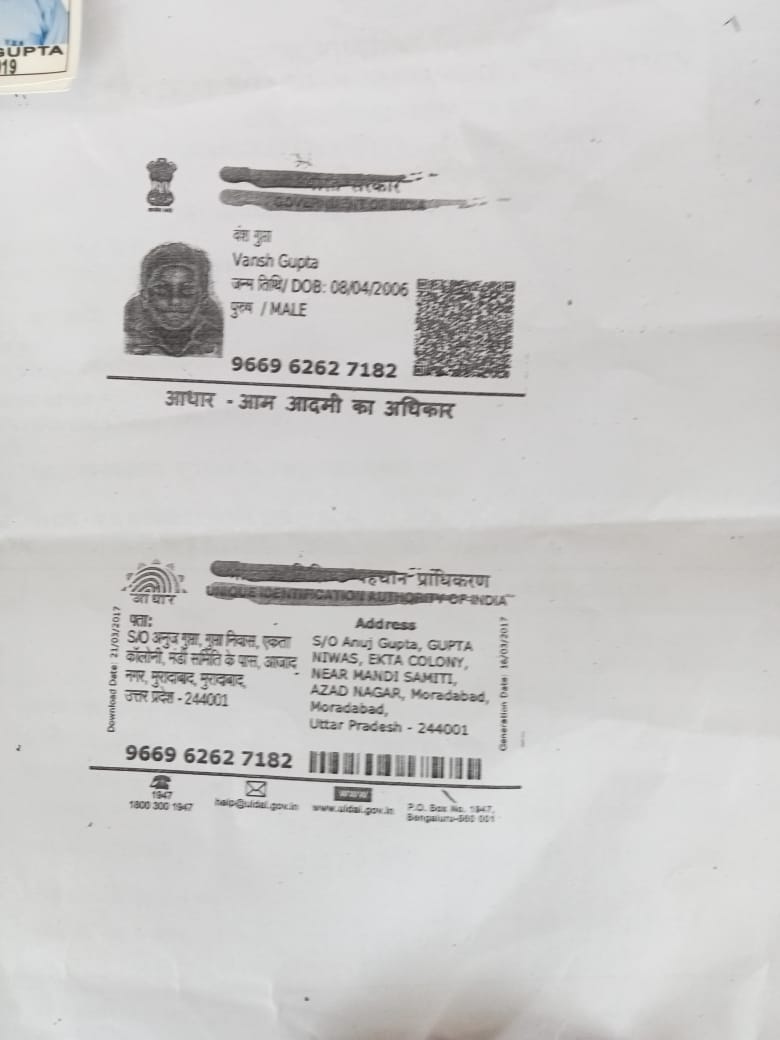 GUPTA
19
सरकार
GOVERNMENT OF INDIA
वंश गुप्ता
Vansh Gupta
जन्म तिथि/ DOB: 08/04/2006
पुरुष / MALE
9669 6262 7182
आधार - आम आदमी का अधिकार
पहचान प्राधिकरण
UNIQUE IDENTIFICATION AUTHORITY OF INDIA
आधार
Download Date: 21/03/2017
पता:
S/O अनुज गुप्ता, गुप्ता निवास, एकता
कॉलोनी, मंडी समिति के पास, आजाद
नगर, मुरादाबाद, मुरादाबाद,
उत्तर प्रदेश - 244001
Address
S/O Anuj Gupta, GUPTA
NIWAS, EKTA COLONY,
NEAR MANDI SAMITI,
AZAD NAGAR, Moradabad,
Moradabad,
Uttar Pradesh - 244001
Generation Date: 16/03/2017
9669 6262 7182
1947
1800 300 1947
help@uidai.gov.in
www
www.uidai.gov.in
P.O. Box No. 1947,
Bengaluru-560 001